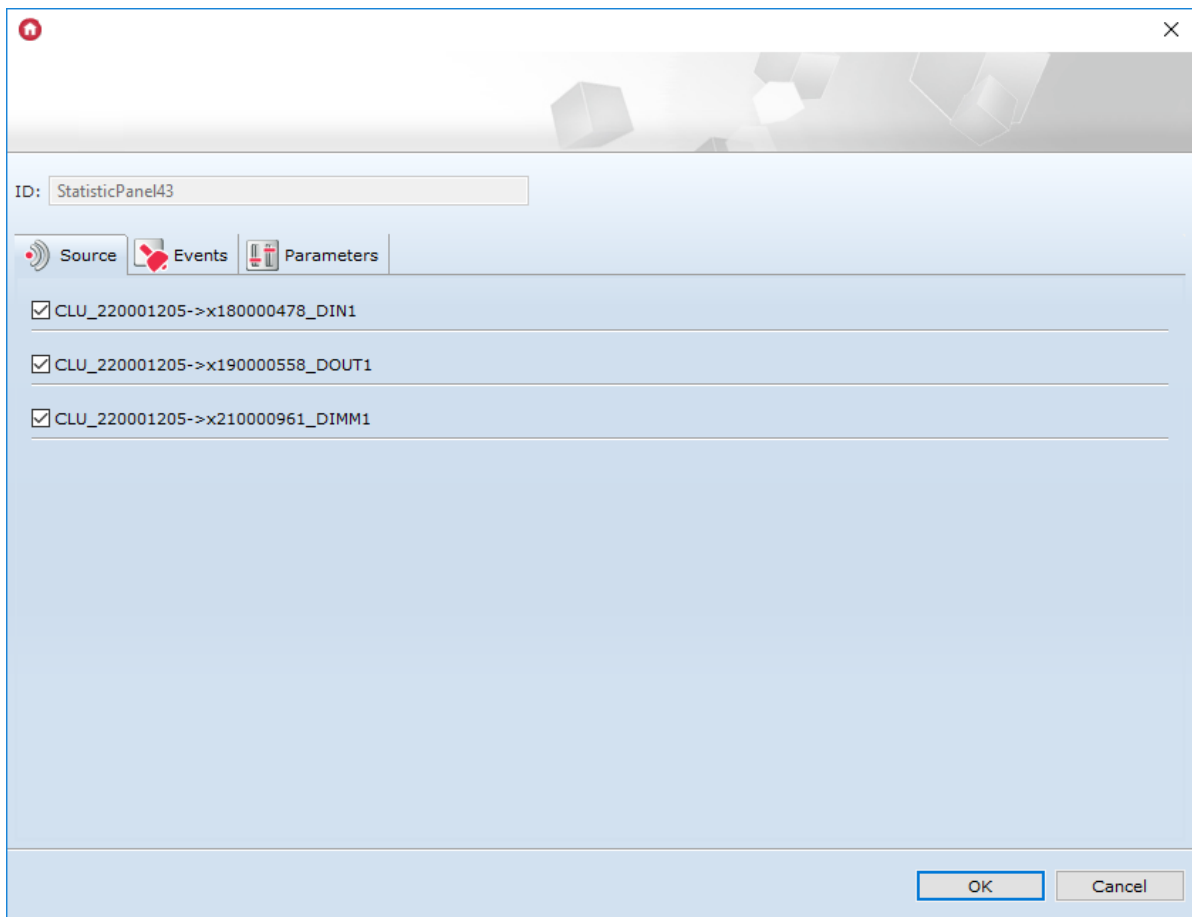 ID: StatisticPanel43
Source Events Parameters
CLU_220001205->x180000478_DIN1
CLU_220001205->x190000558_DOUT1
CLU_220001205->x210000961_DIMM1
OK Cancel